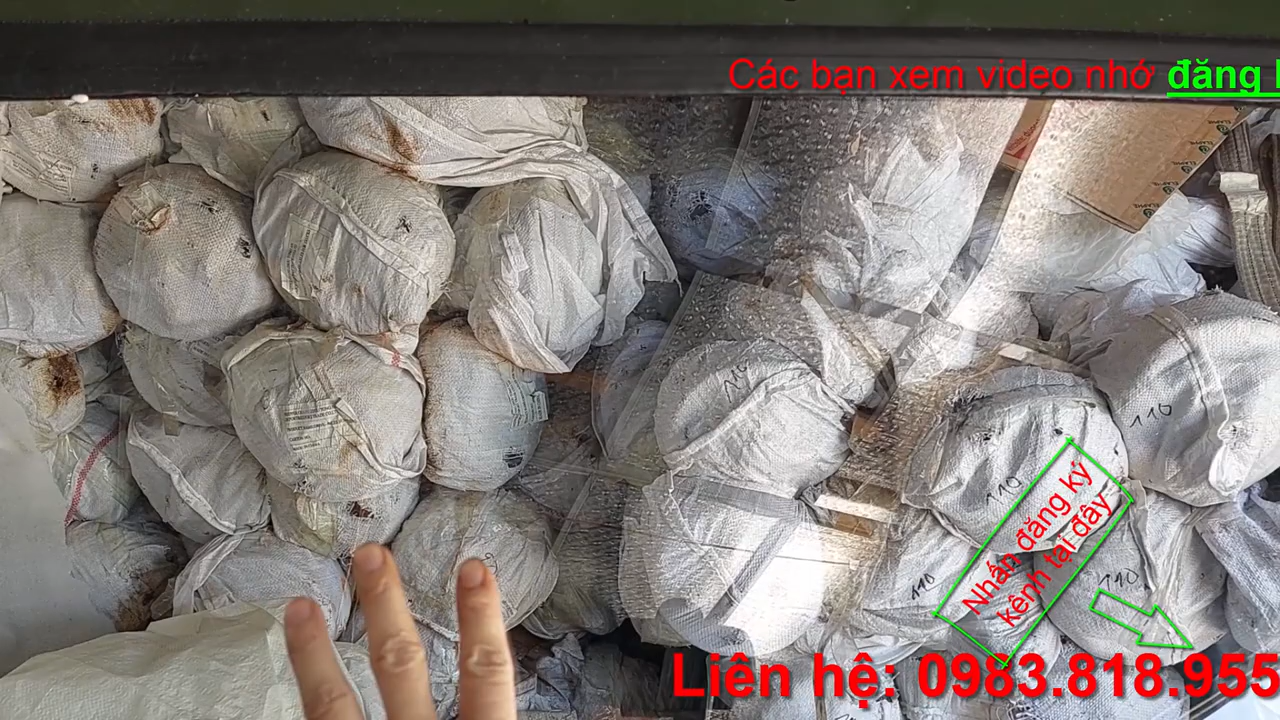 Các bạn xem video nhớ đăng
110
110
110
Nhấn đăng ký
kênh tại đây
110
110
Liên hệ: 0983.818.955